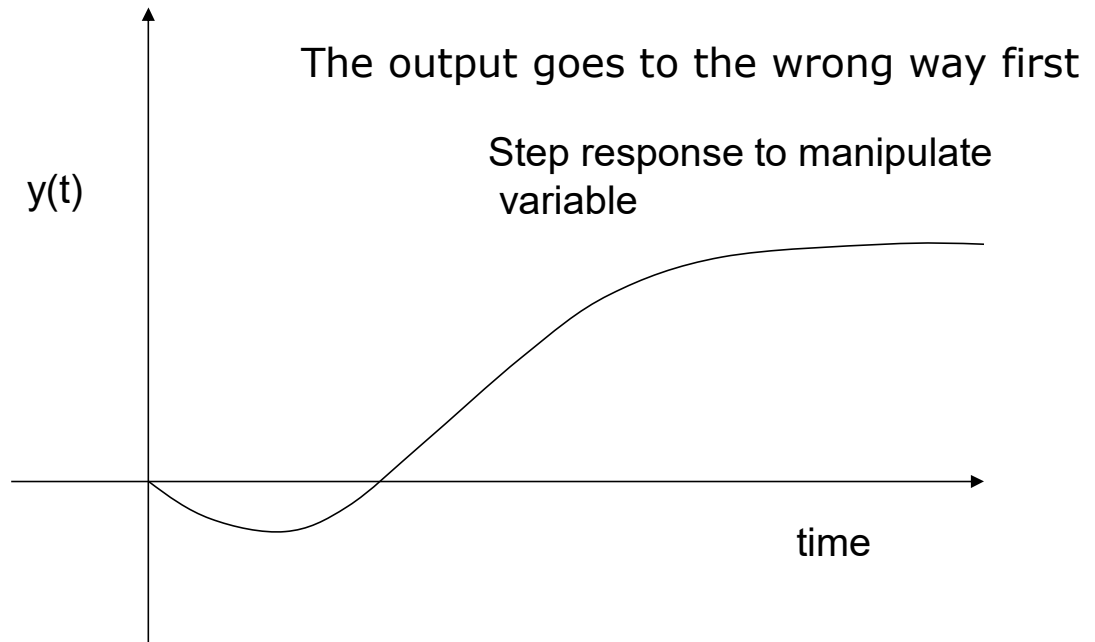 The output goes to the wrong way first
Step response to manipulate
variable
y(t)
time